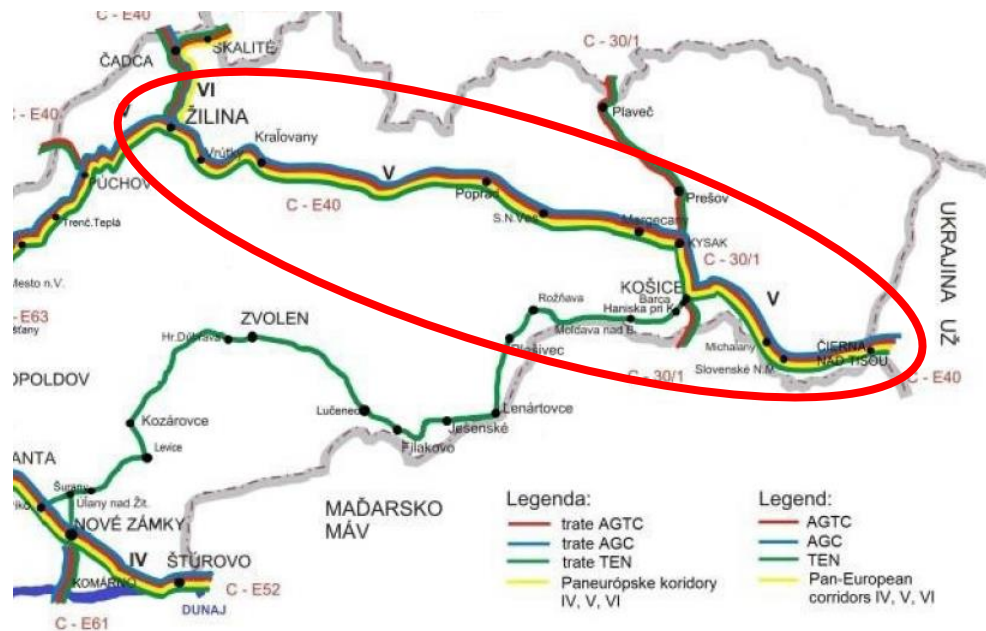 C - E40
SKALITÉ
ČADCA
C - 30/1
VI
C - E40
V
Plaveč
ŽILINA
Kraľovany
Vrútky
V
PÚCHOV
Poprad
Prešov
C - E40
S.N.Ves
Trenč.Teplá
Margecany
KYSAK
UKRAJINA UŽ
C - 30/1
Mesto n.V.
KOŠICE
V
Rožňava
Barca
Haniska pri K.
C - E63
ZVOLEN
Moldava nad B.
šťany
Hr.Dúbrava
Plešivec
Michaľany
ČIERNA
NAD TISOU
Slovenské N.M.
C - 30/1
C - E40
OPOLDOV
Lučenec
Lenártovce
Kozárovce
Jesenské
Fiľakovo
Levice
ANTA
Šurany
Úľany nad Žit.
MAĎARSKO
MÁV
NOVÉ ZÁMKY
IV
ŠTÚROVO
KOMÁRNO
C - E52
DUNAJ
C - E61
Legenda:
trate AGTC
trate AGC
trate TEN
Paneurópske koridory
IV, V, VI
Legend:
AGTC
AGC
TEN
Pan-European
corridors IV, V, VI